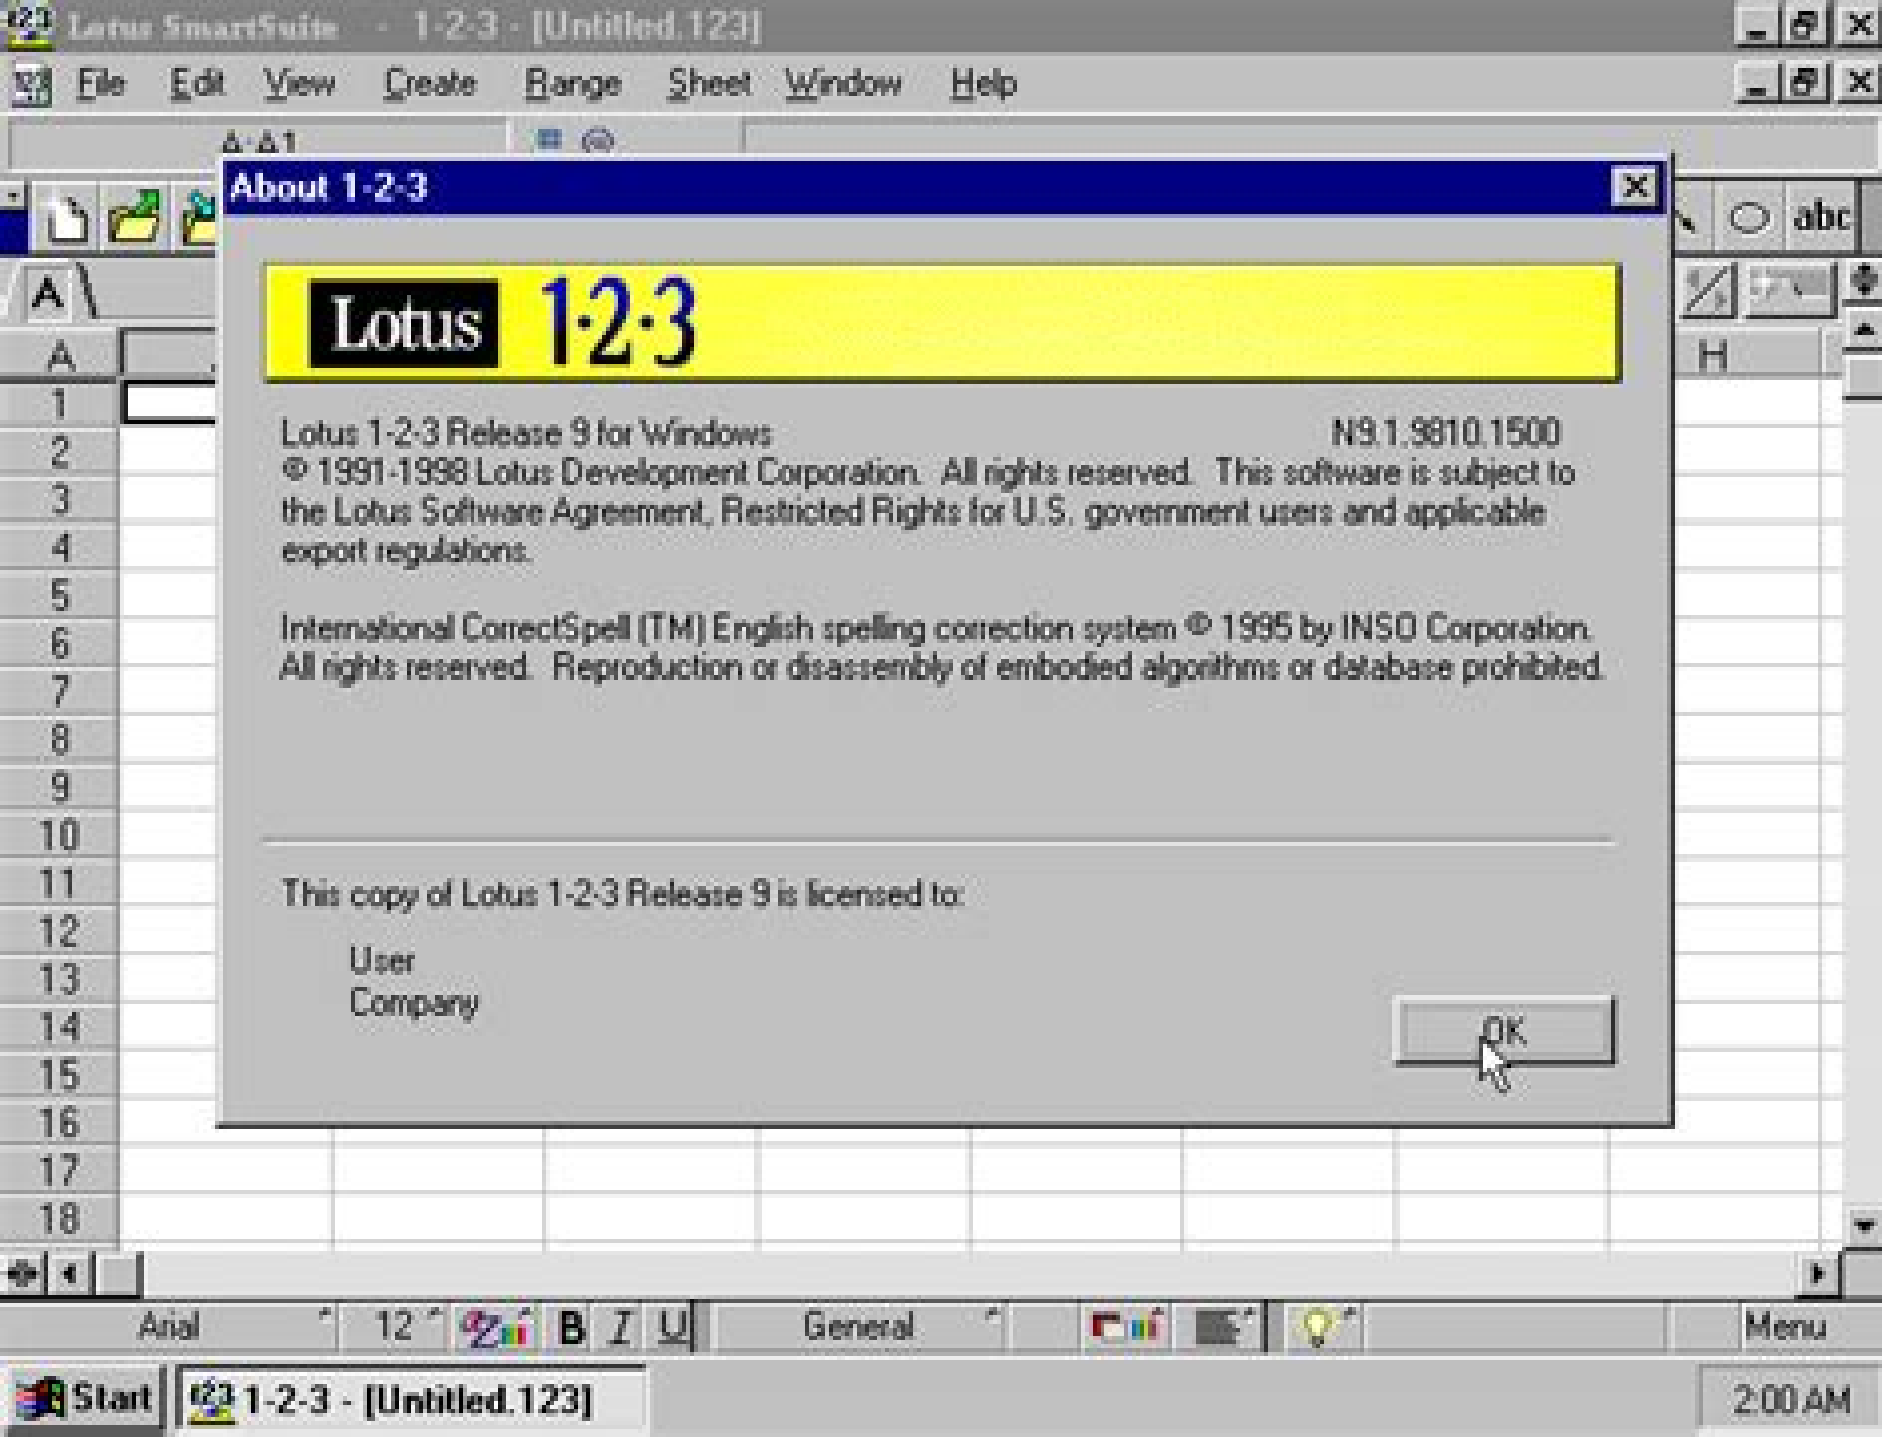 Lotus SmartSuite - 1-2-3 - [Untitled.123]
File Edit View Create Range Sheet Window Help
A:A1
About 1-2-3
abc
Lotus 1·2·3
A
A H
Lotus 1-2-3 Release 9 for Windows N9.1.9810.1500
© 1991-1998 Lotus Development Corporation. All rights reserved. This software is subject to
the Lotus Software Agreement, Restricted Rights for U.S. government users and applicable
export regulations.
International CorrectSpell (TM) English spelling correction system © 1995 by INSO Corporation.
All rights reserved. Reproduction or disassembly of embodied algorithms or database prohibited.
This copy of Lotus 1-2-3 Release 9 is licensed to:
User
Company
OK
1
2
3
4
5
6
7
8
9
10
11
12
13
14
15
16
17
18
Arial 12 B I U General Menu
Start 1-2-3 - [Untitled.123] 2:00 AM